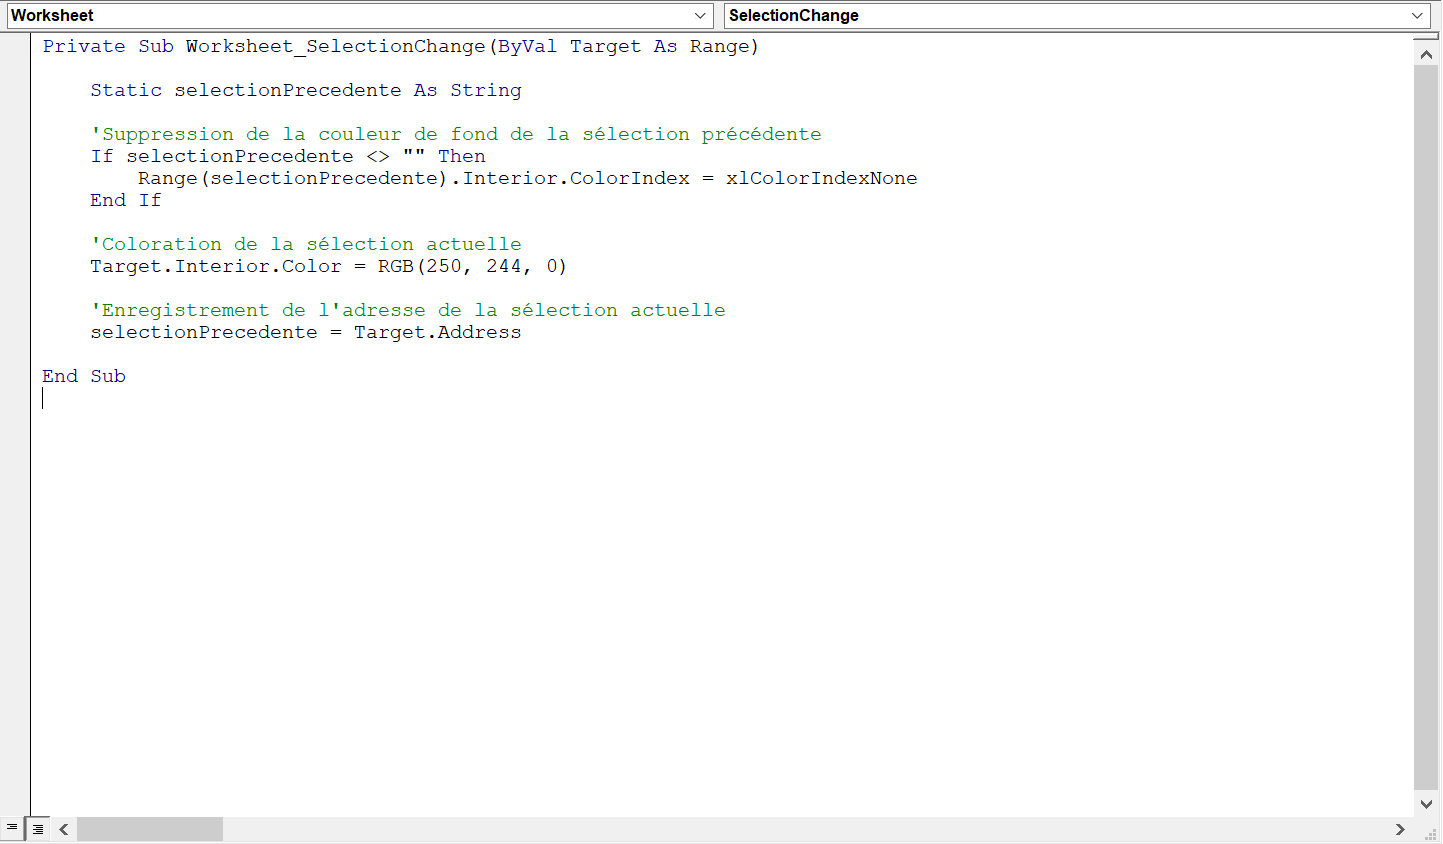 Worksheet
SelectionChange
Private Sub Worksheet_SelectionChange(ByVal Target As Range)
Static selectionPrecedente As String
'Suppression de la couleur de fond de la sélection précédente
If selectionPrecedente <> "" Then
Range(selectionPrecedente).Interior.ColorIndex = xlColorIndexNone
End If
'Coloration de la sélection actuelle
Target.Interior.Color = RGB(250, 244, 0)
'Enregistrement de l'adresse de la sélection actuelle
selectionPrecedente = Target.Address
End Sub